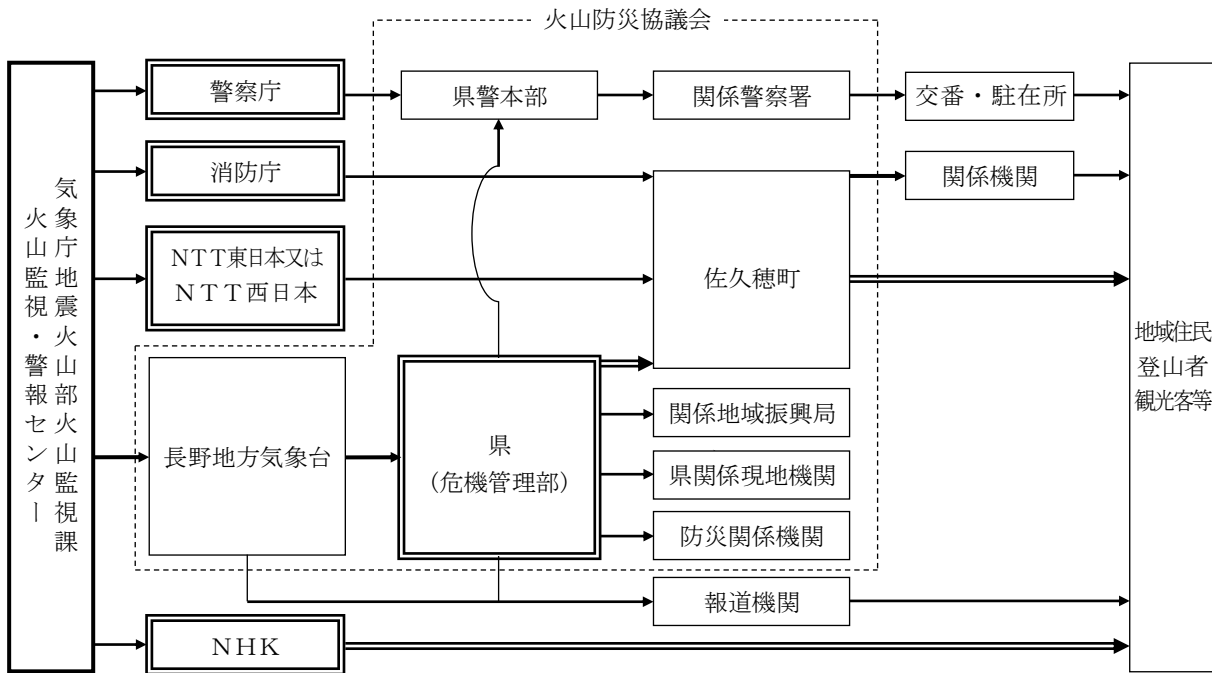 火山防災協議会
気象庁地震火山部火山監視課
火山監視・警報センター
警察庁
県警本部
関係警察署
交番・駐在所
消防庁
関係機関
ＮＴＴ東日本又は
ＮＴＴ西日本
佐久穂町
地域住民
登山者
観光客等
長野地方気象台
県
（危機管理部）
関係地域振興局
県関係現地機関
防災関係機関
報道機関
ＮＨＫ